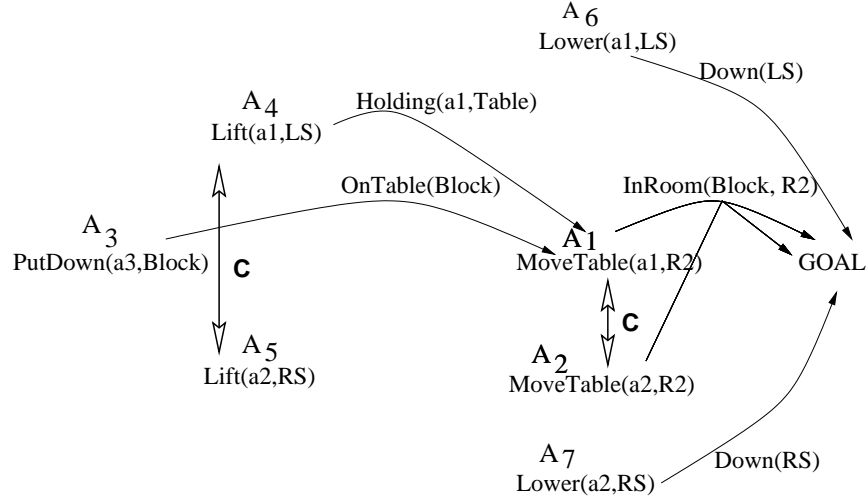 A6
Lower(a1,LS)
Down(LS)
A4
Lift(a1,LS)
Holding(a1,Table)
OnTable(Block)
InRoom(Block, R2)
A3
PutDown(a3,Block)
C
A1
MoveTable(a1,R2)
GOAL
C
A5
Lift(a2,RS)
A2
MoveTable(a2,R2)
A7
Lower(a2,RS)
Down(RS)